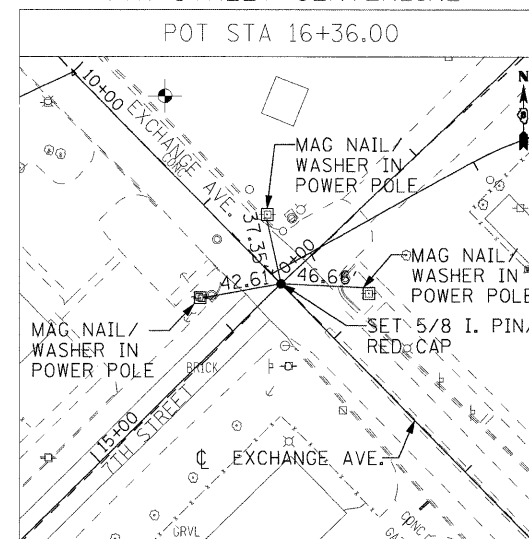 POT STA 16+36.00
N
10+00
EXCHANGE AVE.
CONC
MAG NAIL/
WASHER IN
POWER POLE
37.35'
0+00
42.61'
46.66'
MAG NAIL/
WASHER IN
POWER POLE
MAG NAIL/
WASHER IN
POWER POLE
SET 5/8 I. PIN/
RED CAP
BRICK
15+00
7TH STREET
℄ EXCHANGE AVE.
GRVL
CONC